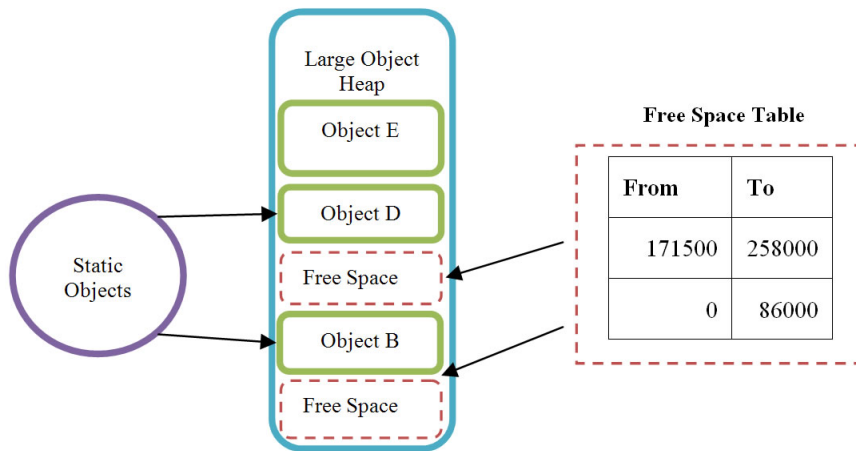 Large Object
Heap
Object E
Object D
Free Space
Object B
Free Space
Static
Objects
Free Space Table
From To
171500 258000
0 86000